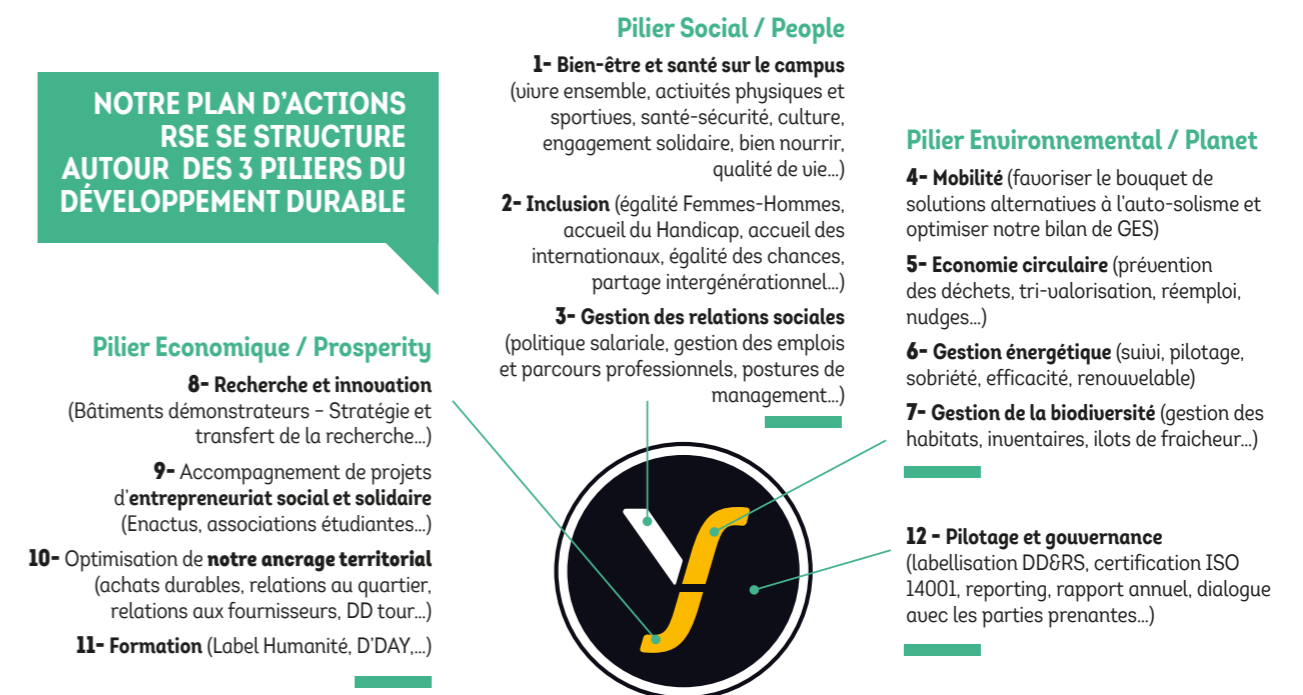 NOTRE PLAN D'ACTIONS
RSE SE STRUCTURE
AUTOUR DES 3 PILIERS DU
DÉVELOPPEMENT DURABLE
Pilier Social / People
1- Bien-être et santé sur le campus
(vivre ensemble, activités physiques et
sportives, santé-sécurité, culture,
engagement solidaire, bien nourrir,
qualité de vie...)
2- Inclusion (égalité Femmes-Hommes,
accueil du Handicap, accueil des
internationaux, égalité des chances,
partage intergénérationnel...)
3- Gestion des relations sociales
(politique salariale, gestion des emplois
et parcours professionnels, postures de
management...)
Pilier Environnemental / Planet
4- Mobilité (favoriser le bouquet de
solutions alternatives à l'auto-solisme et
optimiser notre bilan de GES)
5- Economie circulaire (prévention
des déchets, tri-valorisation, réemploi,
nudges...)
6- Gestion énergétique (suivi, pilotage,
sobriété, efficacité, renouvelable)
7- Gestion de la biodiversité (gestion des
habitats, inventaires, ilots de fraicheur...)
Pilier Economique / Prosperity
8- Recherche et innovation
(Bâtiments démonstrateurs - Stratégie et
transfert de la recherche...)
9- Accompagnement de projets
d'entrepreneuriat social et solidaire
(Enactus, associations étudiantes...)
10- Optimisation de notre ancrage territorial
(achats durables, relations au quartier,
relations aux fournisseurs, DD tour...)
11- Formation (Label Humanité, D'DAY,...)
12 - Pilotage et gouvernance
(labellisation DD&RS, certification ISO
14001, reporting, rapport annuel, dialogue
avec les parties prenantes...)